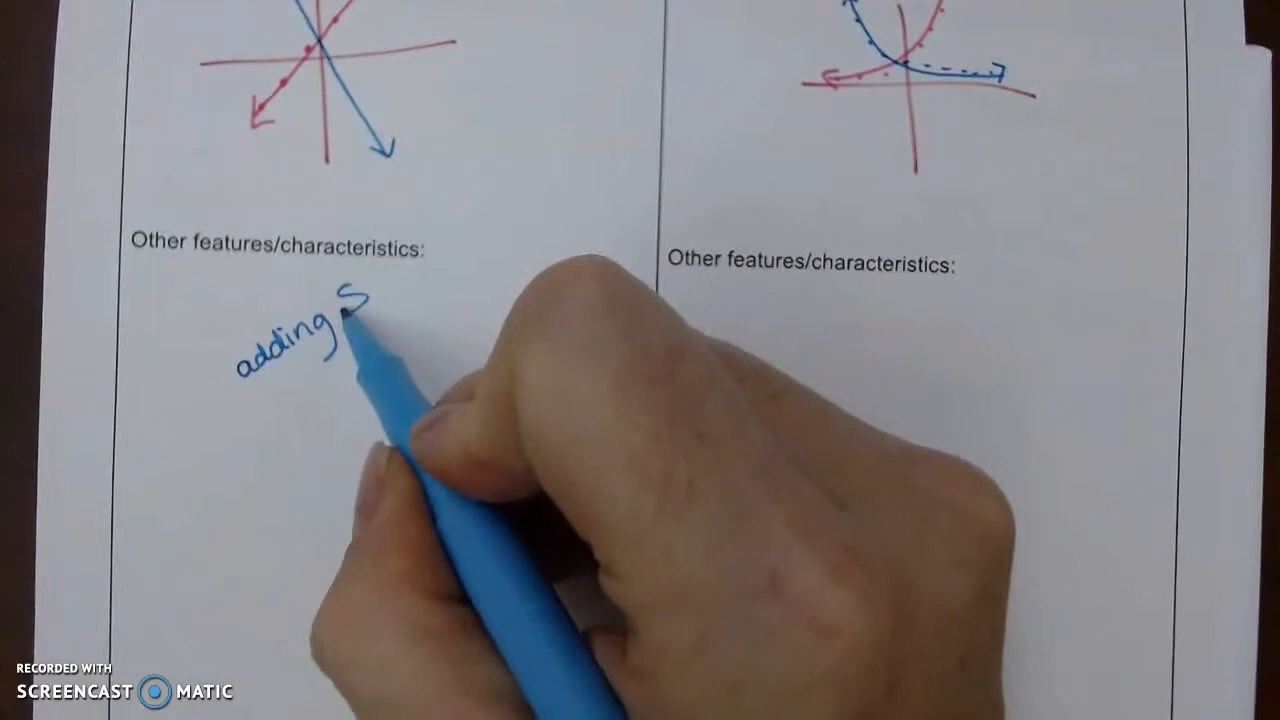 Other features/characteristics:
Other features/characteristics:
adding S
RECORDED WITH
SCREENCAST MATIC